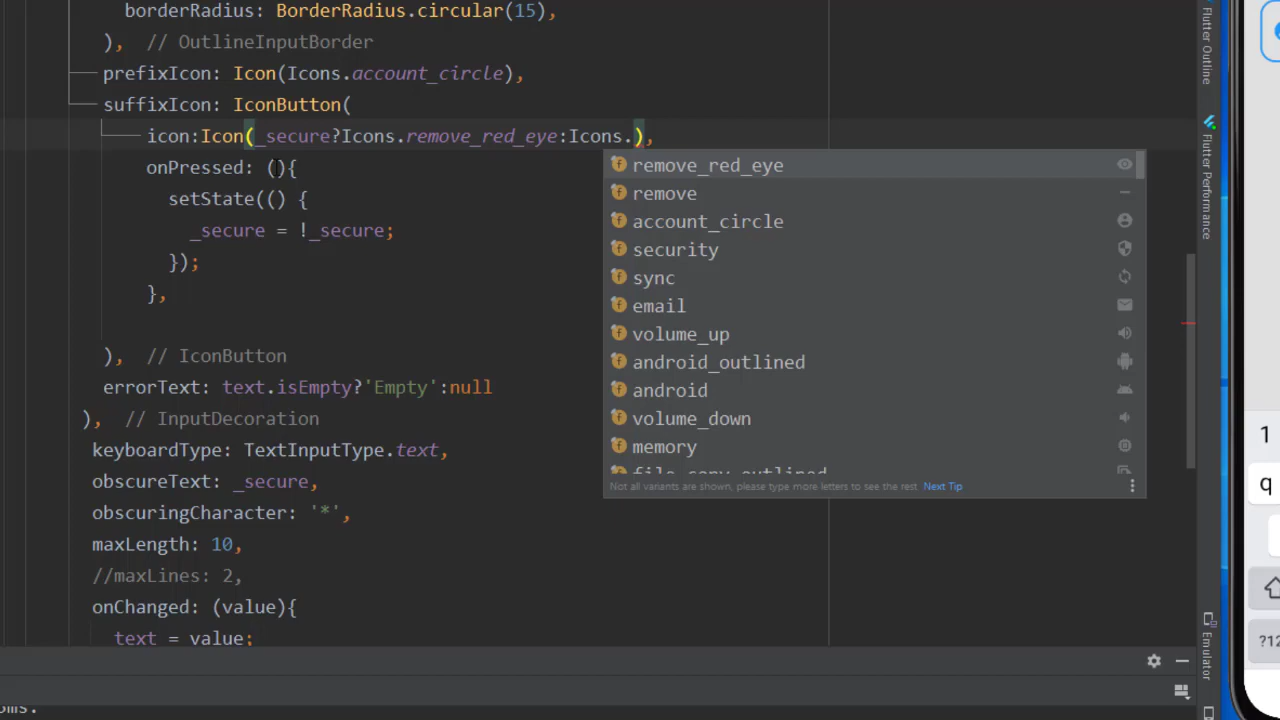 borderRadius: BorderRadius.circular(15),
),  // OutlineInputBorder
prefixIcon: Icon(Icons.account_circle),
suffixIcon: IconButton(
icon:Icon(_secure?Icons.remove_red_eye:Icons.),
onPressed: (){
setState(() {
_secure = !_secure;
});
},
),  // IconButton
errorText: text.isEmpty?'Empty':null
),  // InputDecoration
keyboardType: TextInputType.text,
obscureText: _secure,
obscuringCharacter: '*',
maxLength: 10,
//maxLines: 2,
onChanged: (value){
text = value;
remove_red_eye
remove
account_circle
security
sync
email
volume_up
android_outlined
android
volume_down
memory
file_copy_outlined
Not all variants are shown, please type more letters to see the rest Next Tip
Flutter Outline
Flutter Performance
Emulator
1
q
?12
oms.